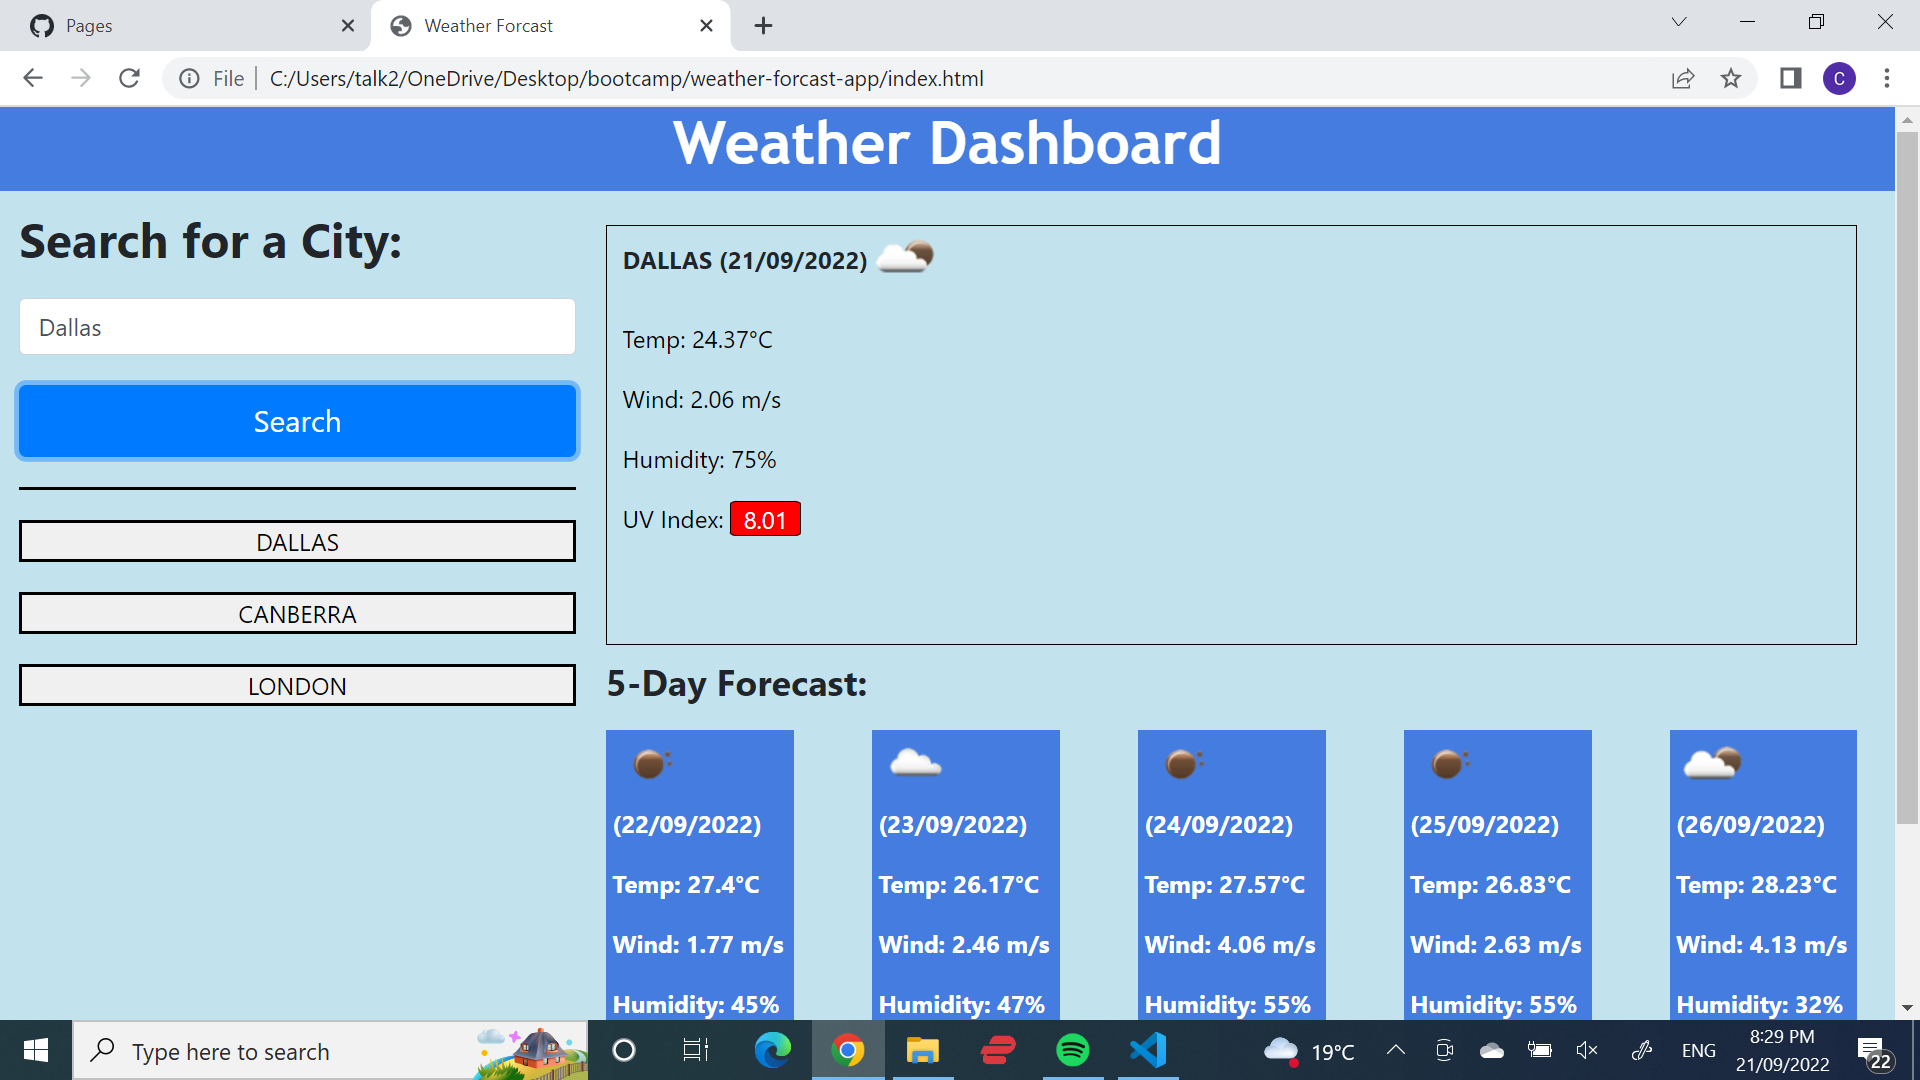 Pages
Weather Forcast
File
C:/Users/talk2/OneDrive/Desktop/bootcamp/weather-forcast-app/index.html
C
Weather Dashboard
Search for a City:
Dallas
Search
DALLAS
CANBERRA
LONDON
DALLAS (21/09/2022)
Temp: 24.37°C
Wind: 2.06 m/s
Humidity: 75%
UV Index: 8.01
5-Day Forecast:
(22/09/2022)
Temp: 27.4°C
Wind: 1.77 m/s
Humidity: 45%
(23/09/2022)
Temp: 26.17°C
Wind: 2.46 m/s
Humidity: 47%
(24/09/2022)
Temp: 27.57°C
Wind: 4.06 m/s
Humidity: 55%
(25/09/2022)
Temp: 26.83°C
Wind: 2.63 m/s
Humidity: 55%
(26/09/2022)
Temp: 28.23°C
Wind: 4.13 m/s
Humidity: 32%
Type here to search
19°C
ENG
8:29 PM
21/09/2022
22